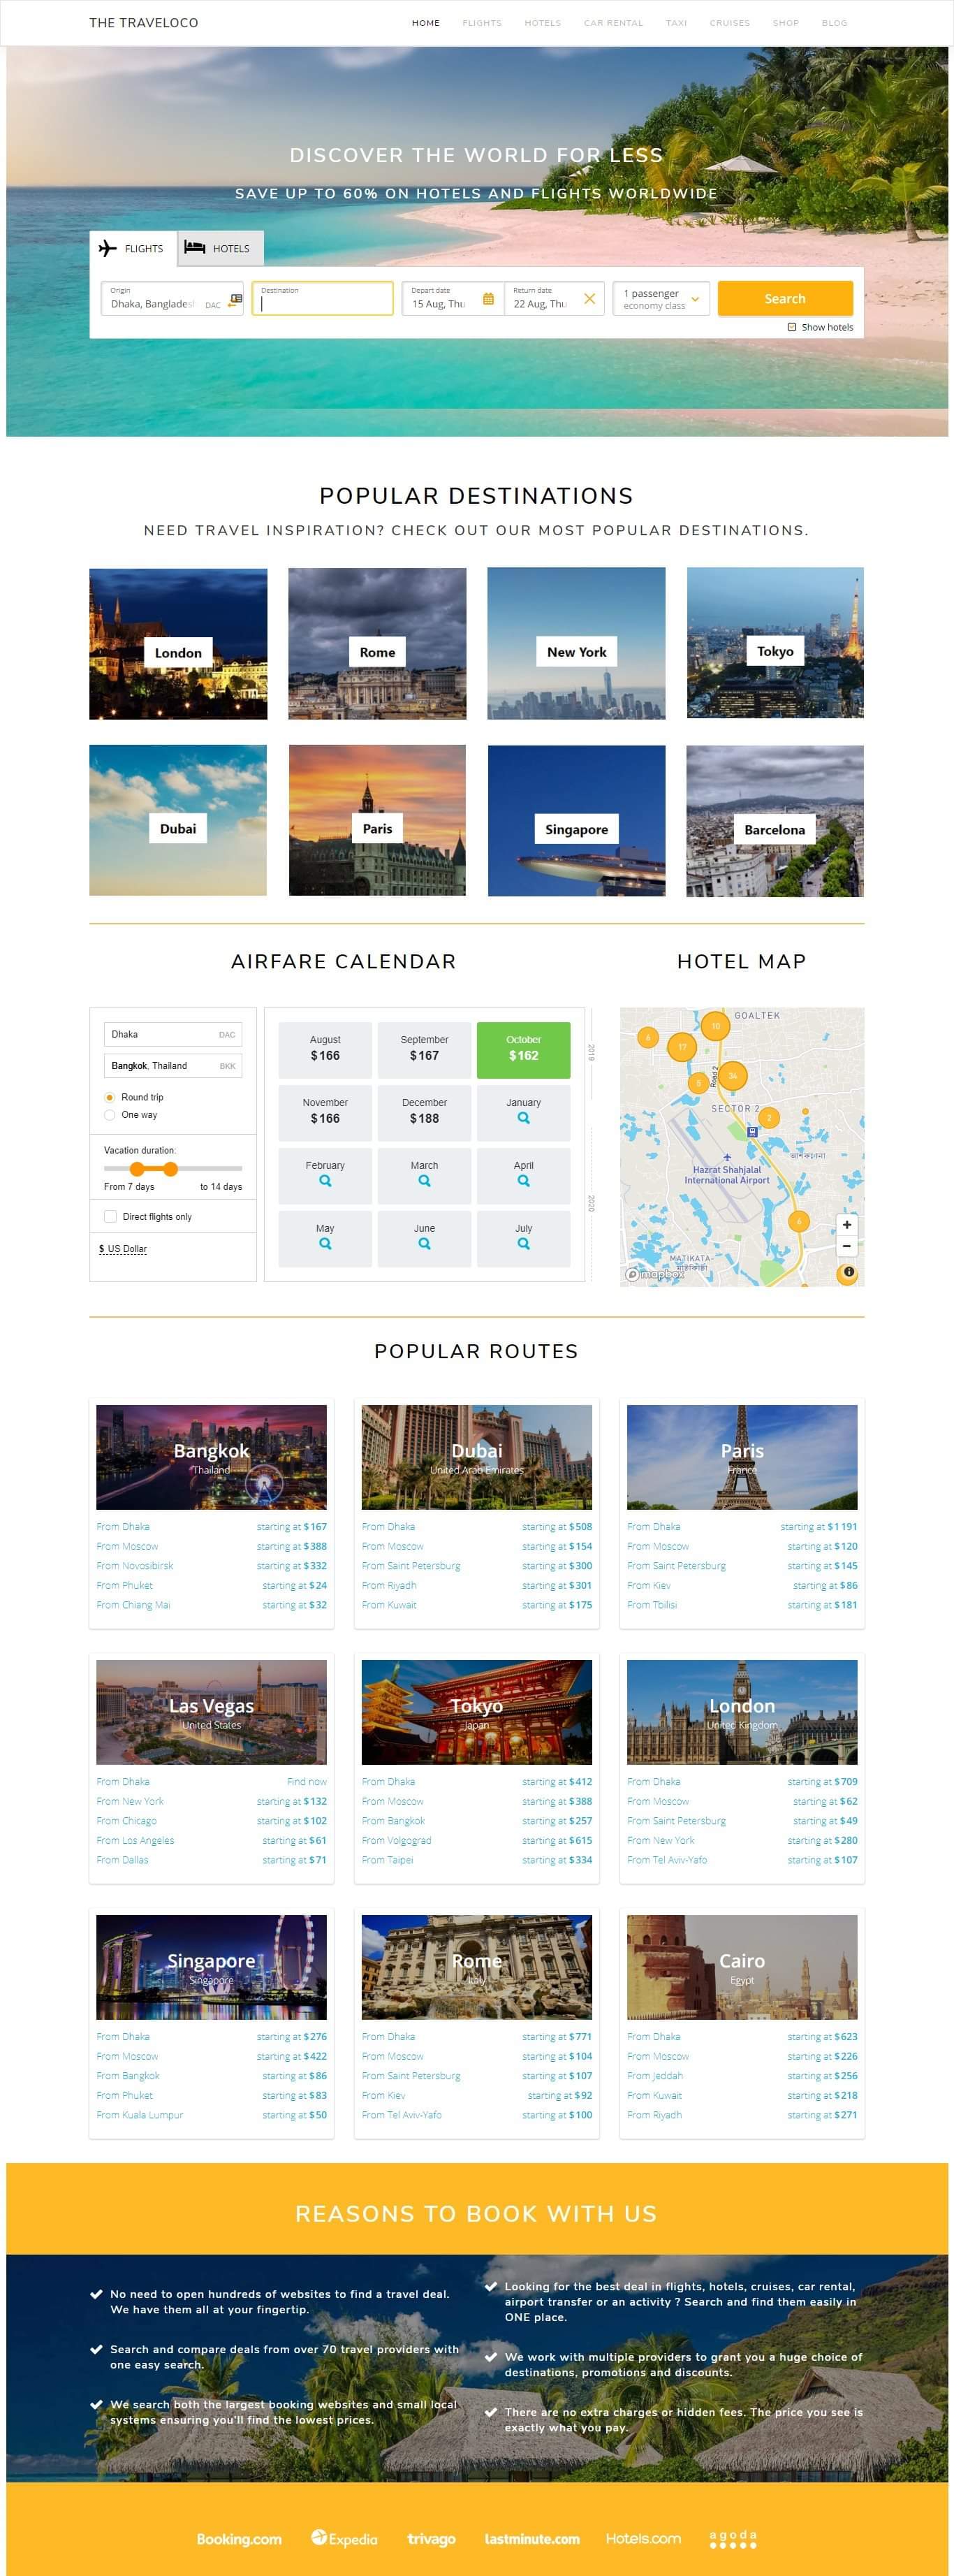 THE TRAVELOCO
HOME FLIGHTS HOTELS CAR RENTAL TAXI CRUISES SHOP BLOG
DISCOVER THE WORLD FOR LESS
SAVE UP TO 60% ON HOTELS AND FLIGHTS WORLDWIDE
FLIGHTS HOTELS
Origin Destination Depart date Return date 1 passenger
Dhaka, Bangladesh DAC 15 Aug, Thu 22 Aug, Thu economy class Search
Show hotels
POPULAR DESTINATIONS
NEED TRAVEL INSPIRATION? CHECK OUT OUR MOST POPULAR DESTINATIONS.
London Rome New York Tokyo
Dubai Paris Singapore Barcelona
AIRFARE CALENDAR
Dhaka DAC
Bangkok, Thailand BKK
Round trip
One way
Vacation duration:
From 7 days to 14 days
Direct flights only
$ US Dollar
August September October
$166 $167 $162
November December January
$166 $188
February March April
May June July
2019
2020
HOTEL MAP
GOALTEK
10
6
17
34
5
Road 2
SECTOR 2
2
Hazrat Shahjalal
International Airport
6
MATIKATA
mapbox
POPULAR ROUTES
Bangkok
Thailand
From Dhaka starting at $167
From Moscow starting at $388
From Novosibirsk starting at $332
From Phuket starting at $24
From Chiang Mai starting at $32
Dubai
United Arab Emirates
From Dhaka starting at $508
From Moscow starting at $154
From Saint Petersburg starting at $300
From Riyadh starting at $301
From Kuwait starting at $175
Paris
France
From Dhaka starting at $1 191
From Moscow starting at $120
From Saint Petersburg starting at $145
From Kiev starting at $86
From Tbilisi starting at $181
Las Vegas
United States
From Dhaka Find now
From New York starting at $132
From Chicago starting at $102
From Los Angeles starting at $61
From Dallas starting at $71
Tokyo
Japan
From Dhaka starting at $412
From Moscow starting at $388
From Bangkok starting at $257
From Volgograd starting at $615
From Taipei starting at $334
London
United Kingdom
From Dhaka starting at $709
From Moscow starting at $62
From Saint Petersburg starting at $49
From New York starting at $280
From Tel Aviv-Yafo starting at $107
Singapore
Singapore
From Dhaka starting at $276
From Moscow starting at $422
From Bangkok starting at $86
From Phuket starting at $83
From Kuala Lumpur starting at $50
Rome
Italy
From Dhaka starting at $771
From Moscow starting at $104
From Saint Petersburg starting at $107
From Kiev starting at $92
From Tel Aviv-Yafo starting at $100
Cairo
Egypt
From Dhaka starting at $623
From Moscow starting at $226
From Jeddah starting at $256
From Kuwait starting at $218
From Riyadh starting at $271
REASONS TO BOOK WITH US
No need to open hundreds of websites to find a travel deal.
We have them all at your fingertip.
Search and compare deals from over 70 travel providers with
one easy search.
We search both the largest booking websites and small local
systems ensuring you'll find the lowest prices.
Looking for the best deal in flights, hotels, cruises, car rental,
airport transfer or an activity ? Search and find them easily in
ONE place.
We work with multiple providers to grant you a huge choice of
destinations, promotions and discounts.
There are no extra charges or hidden fees. The price you see is
exactly what you pay.
Booking.com Expedia trivago lastminute.com Hotels.com agoda